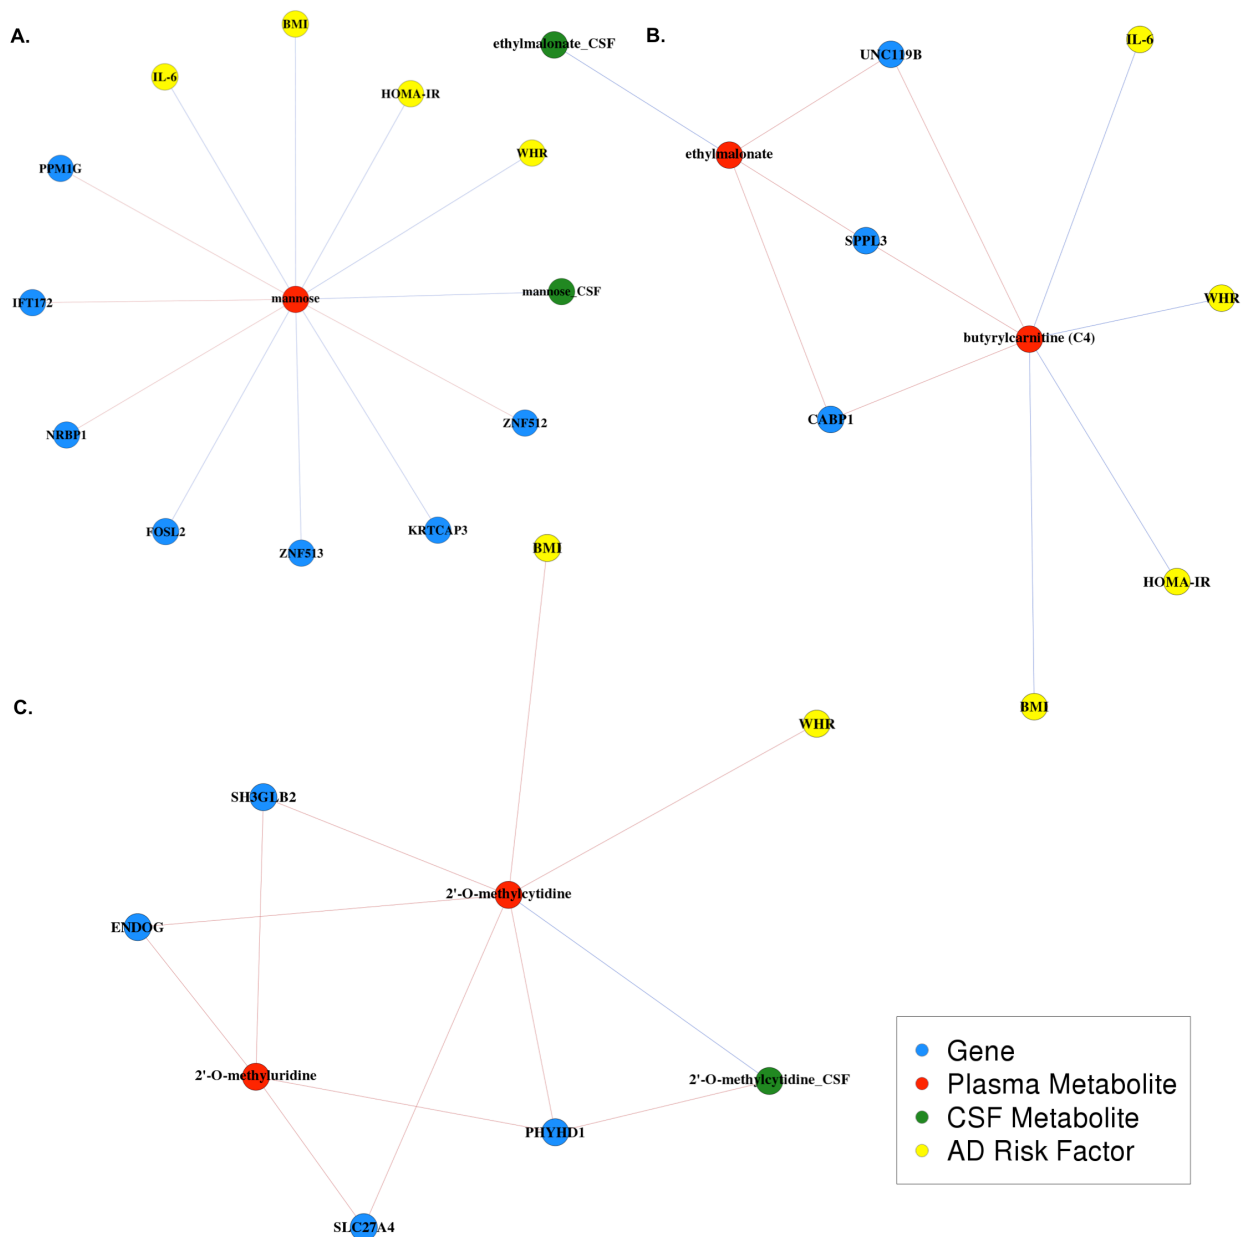 A.
BMI
IL-6
HOMA-IR
WHR
PPM1G
IFT172
mannose
mannose_CSF
NRBP1
ZNF512
FOSL2
ZNF513
KRTCAP3
B.
ethylmalonate_CSF
UNC119B
IL-6
ethylmalonate
SPPL3
WHR
butyrylcarnitine (C4)
CABP1
HOMA-IR
BMI
C.
BMI
WHR
SH3GLB2
2'-O-methylcytidine
ENDOG
2'-O-methyluridine
2'-O-methylcytidine_CSF
PHYHD1
SLC27A4
Gene
Plasma Metabolite
CSF Metabolite
AD Risk Factor